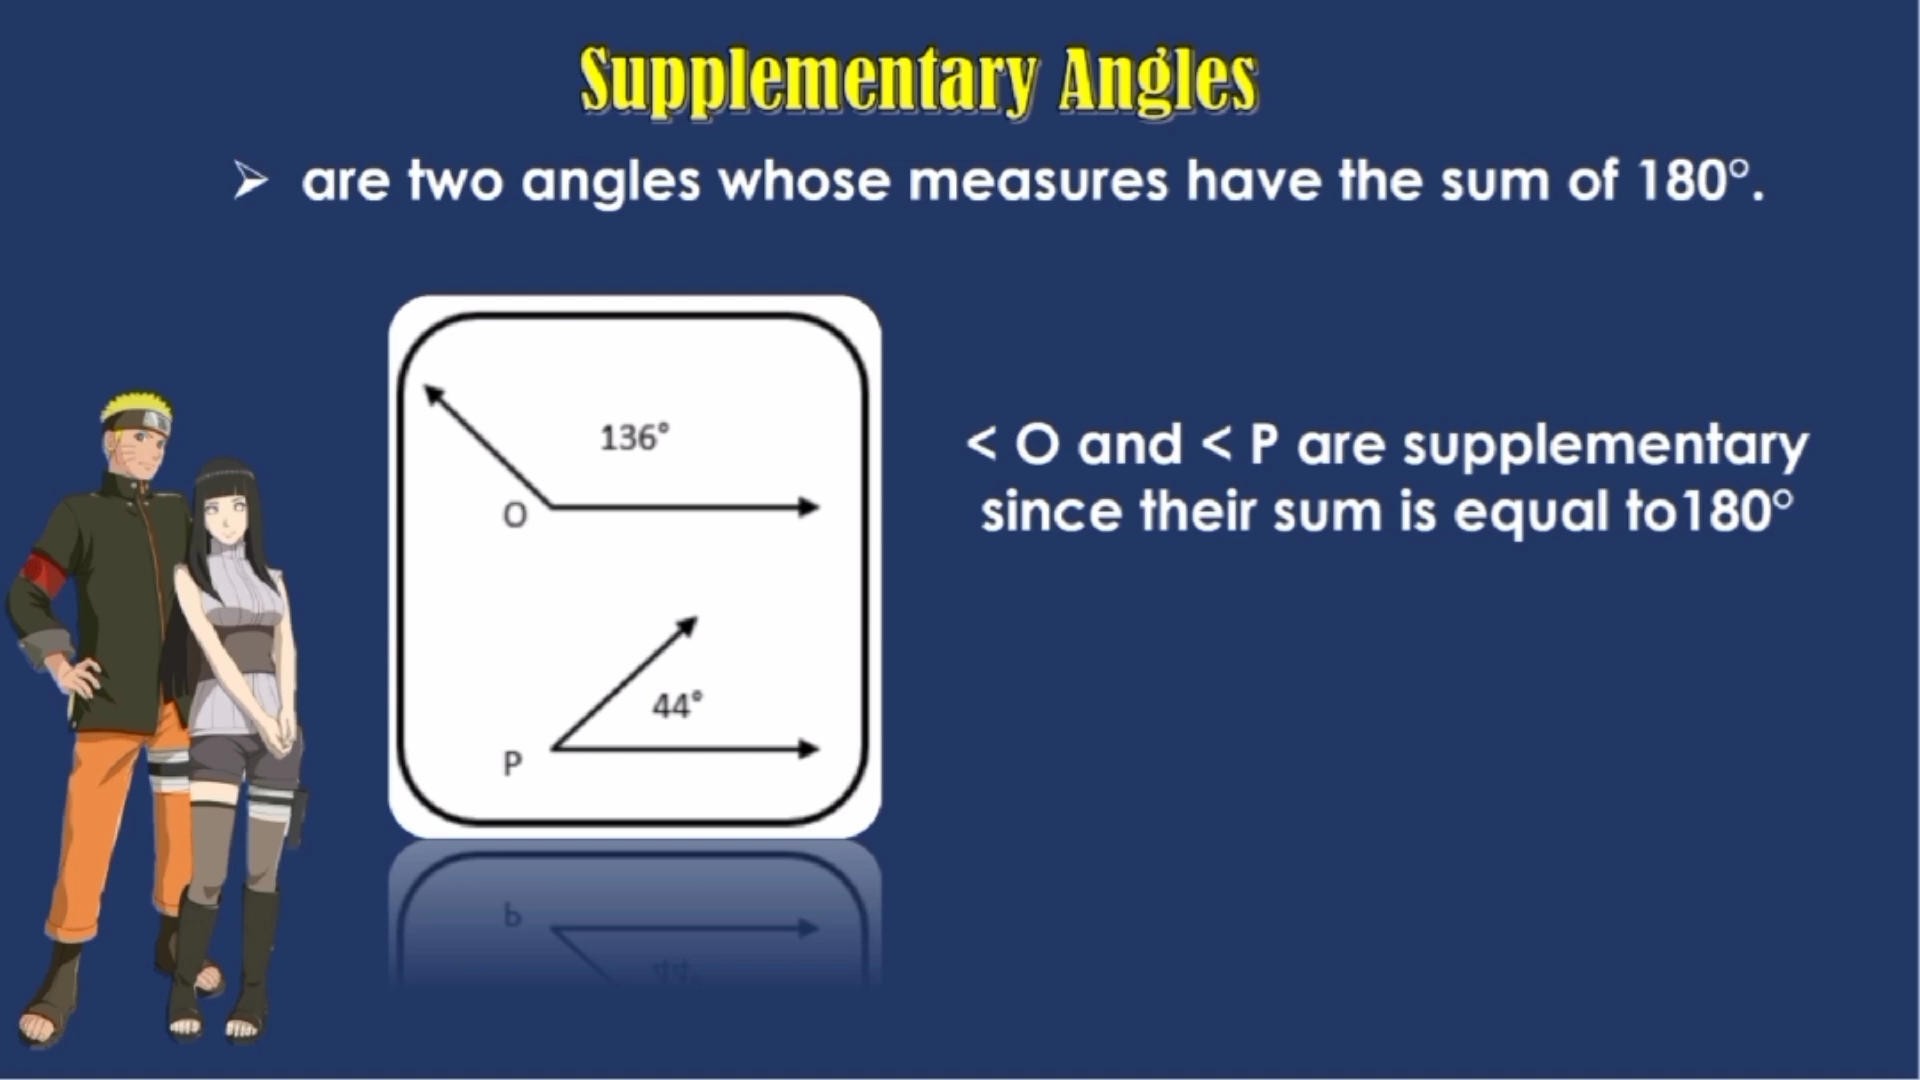 Supplementary Angles
➢ are two angles whose measures have the sum of 180°.
136°
O
44°
P
< O and < P are supplementary
since their sum is equal to180°